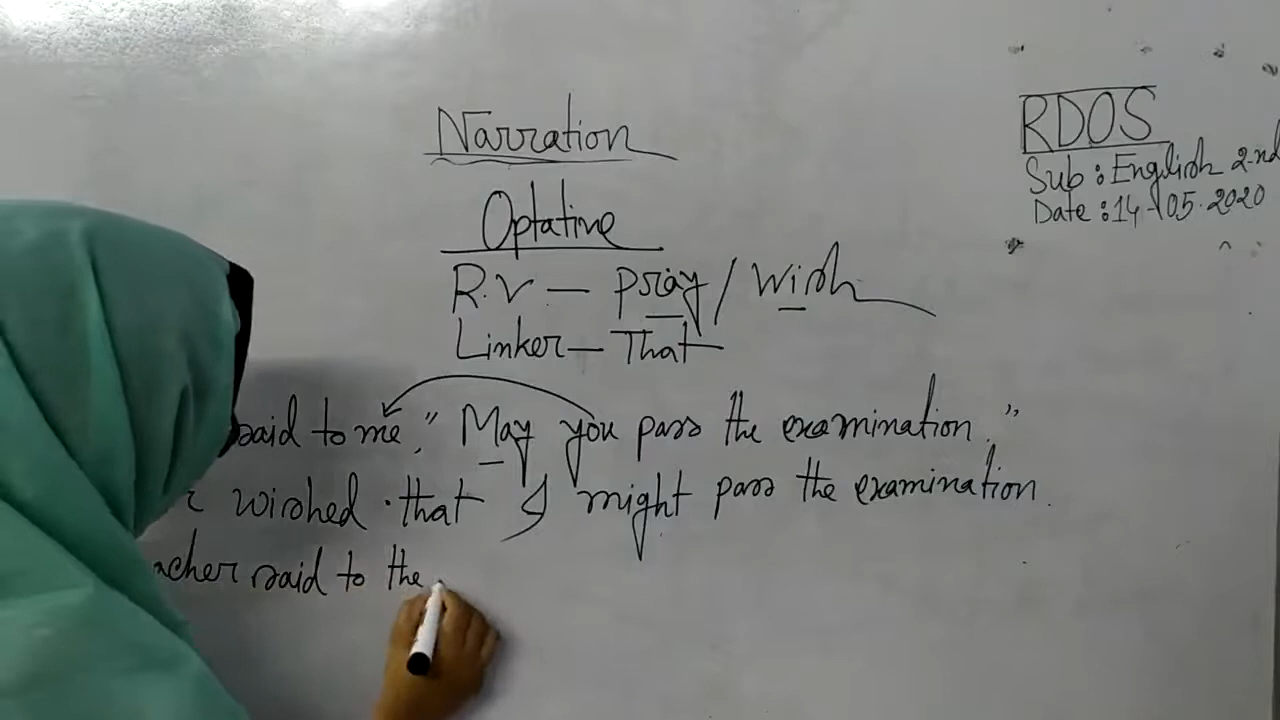 Narration
Optative
R.V — pray / wish
Linker — That
said to me, "May you pass the examination."
wished that I might pass the examination.
acher said to the
RDOS
Sub : English 2nd
Date : 14-05-2020